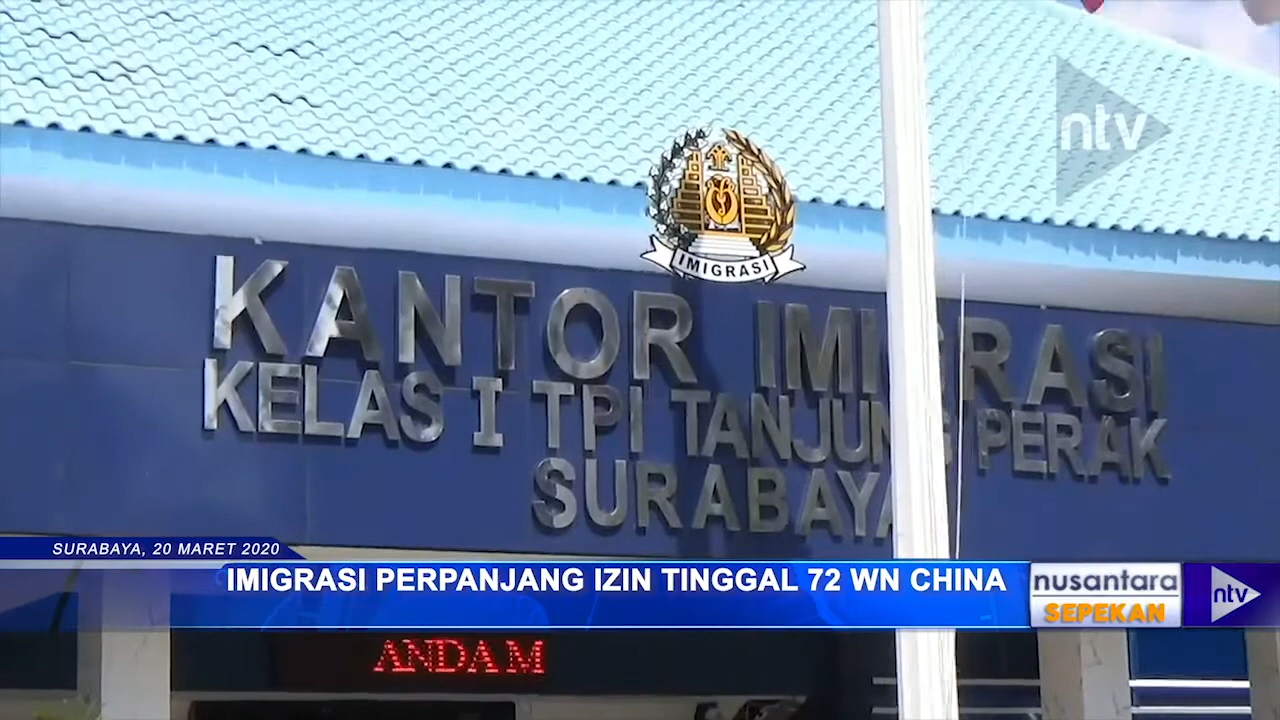 ntv
IMIGRASI
KANTOR IMIGRASI
KELAS I TPI TANJUNG PERAK
SURABAYA
SURABAYA, 20 MARET 2020
IMIGRASI PERPANJANG IZIN TINGGAL 72 WN CHINA
nusantara
SEPEKAN
ntv
ANDA M